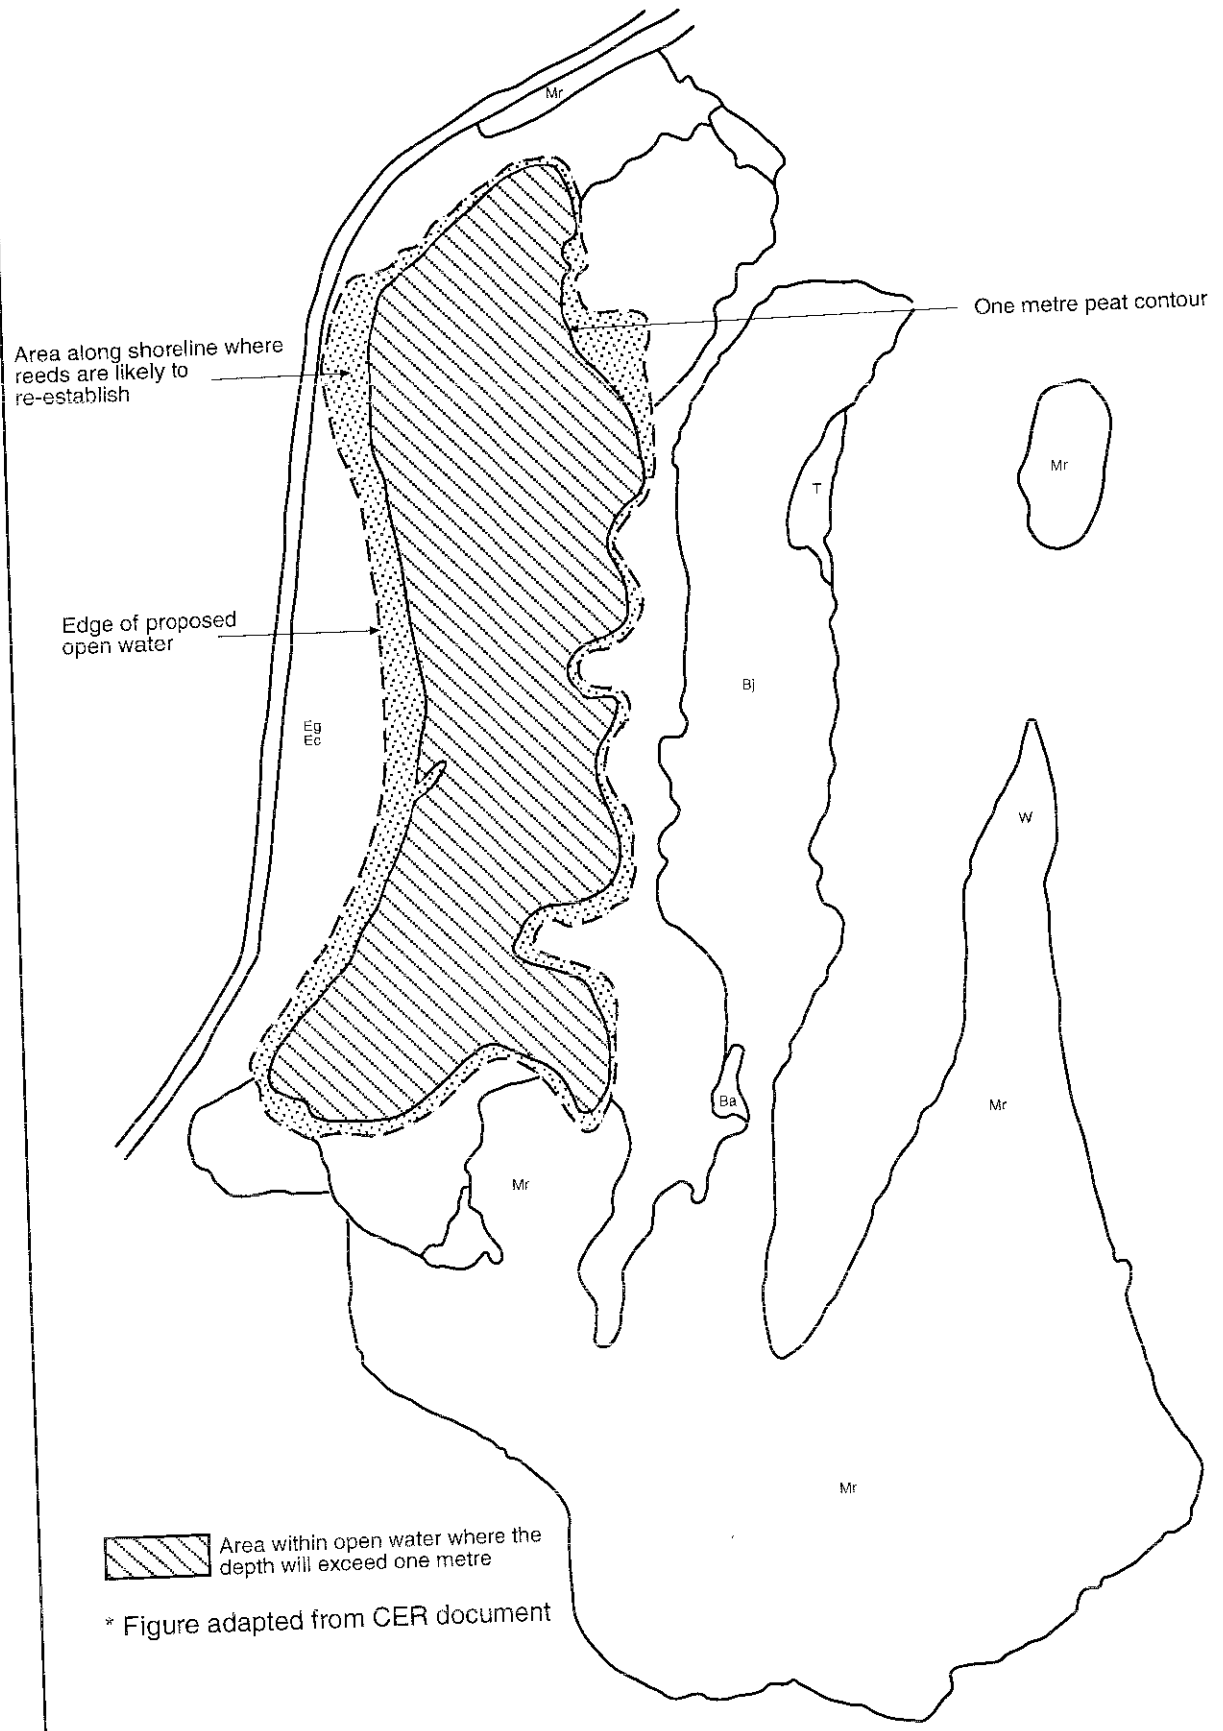 Mr
One metre peat contour
Area along shoreline where
reeds are likely to
re-establish
Mr
T
Edge of proposed
open water
Bj
Eg
Ec
W
Ba
Mr
Mr
Mr
Area within open water where the
depth will exceed one metre
* Figure adapted from CER document